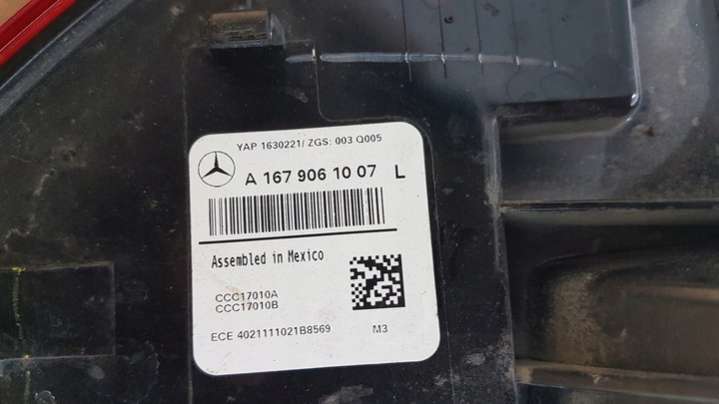 YAP 1630221/ ZGS: 003 Q005
A 167 906 10 07 L
Assembled in Mexico
CCC17010A
CCC17010B
ECE 4021111021B8569 M3